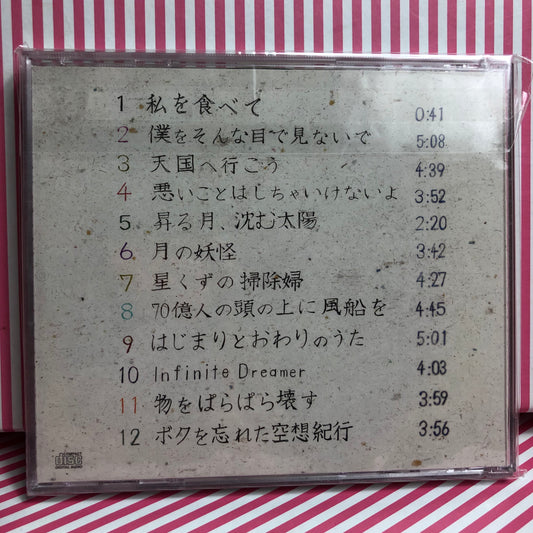 1 私を食べて 0:41
2 僕をそんな目で見ないで 5:08
3 天国へ行こう 4:39
4 悪いことはしちゃいけないよ 3:52
5 昇る月、沈む太陽 2:20
6 月の妖怪 3:42
7 星くずの掃除婦 4:27
8 70億人の頭の上に風船を 4:45
9 はじまりとおわりのうた 5:01
10 Infinite Dreamer 4:03
11 物をばらばら壊す 3:59
12 ボクを忘れた空想紀行 3:56
COMPACT
disc
DIGITAL AUDIO